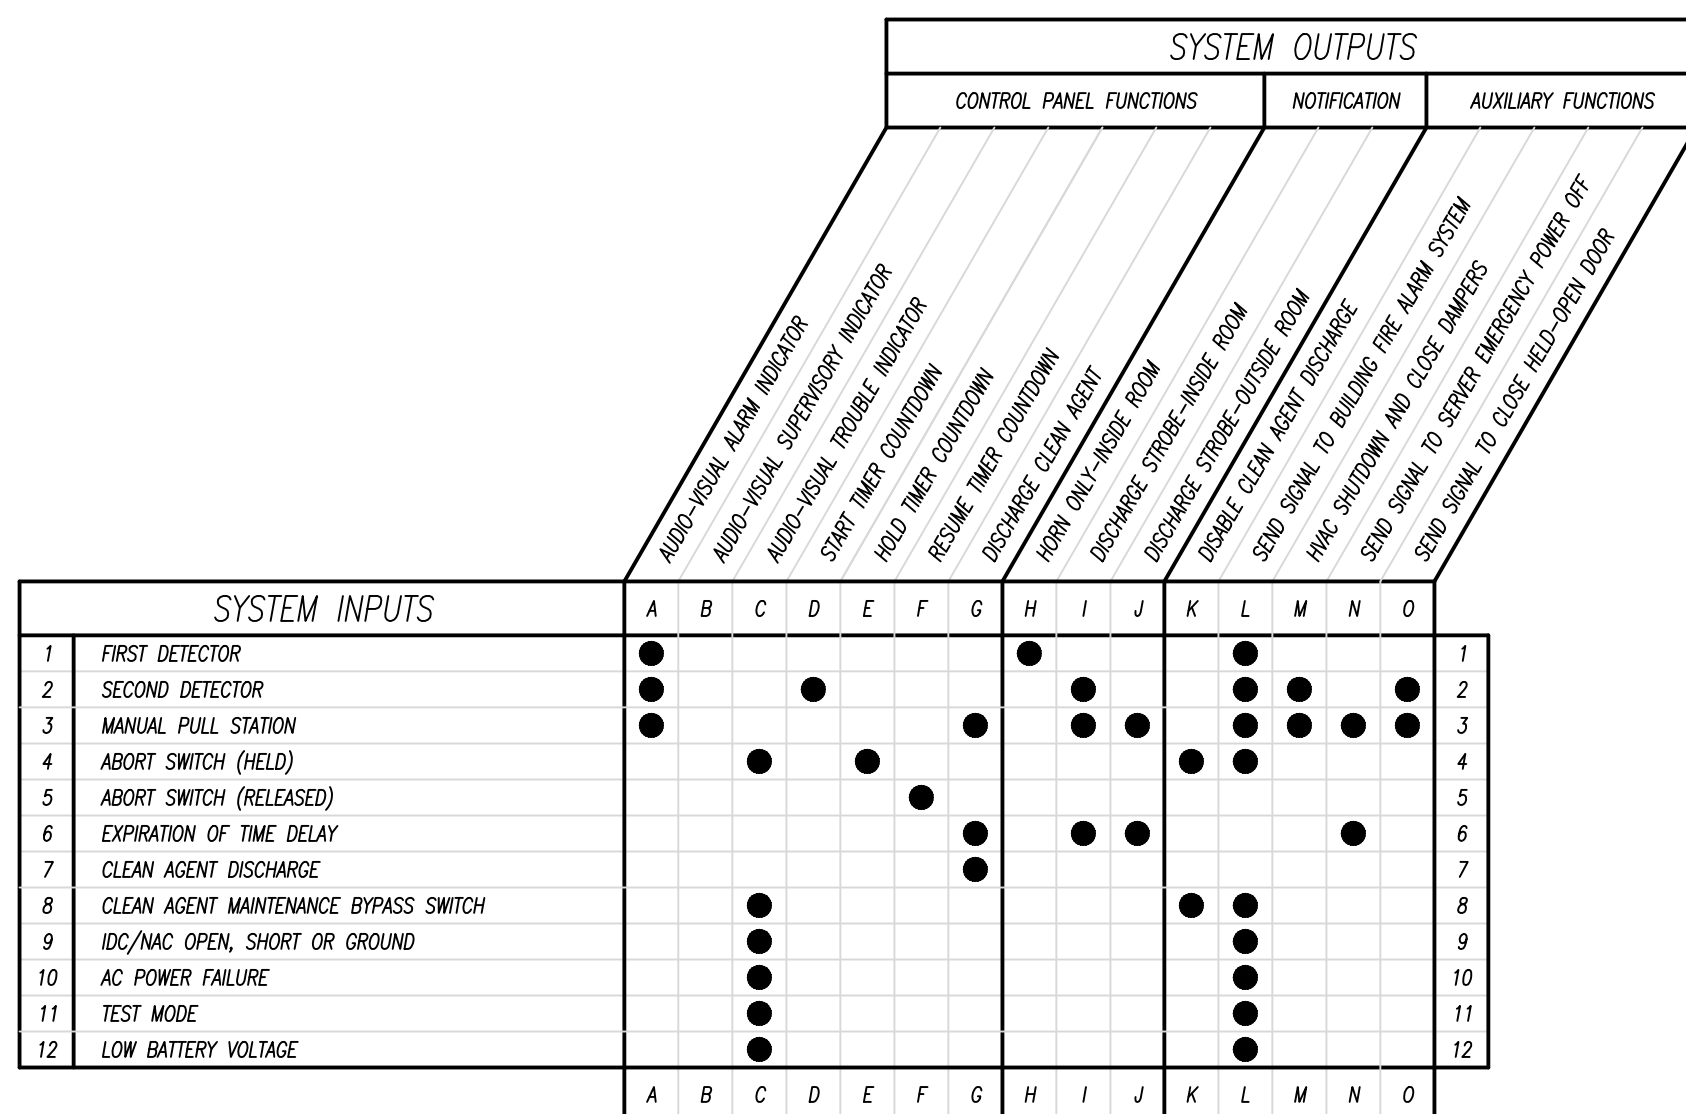 SYSTEM OUTPUTS
CONTROL PANEL FUNCTIONS NOTIFICATION AUXILIARY FUNCTIONS
AUDIO-VISUAL ALARM INDICATOR
AUDIO-VISUAL SUPERVISORY INDICATOR
AUDIO-VISUAL TROUBLE INDICATOR
START TIMER COUNTDOWN
HOLD TIMER COUNTDOWN
RESUME TIMER COUNTDOWN
DISCHARGE CLEAN AGENT
HORN ONLY-INSIDE ROOM
DISCHARGE STROBE-INSIDE ROOM
DISCHARGE STROBE-OUTSIDE ROOM
DISABLE CLEAN AGENT DISCHARGE
SEND SIGNAL TO BUILDING FIRE ALARM SYSTEM
HVAC SHUTDOWN AND CLOSE DAMPERS
SEND SIGNAL TO SERVER EMERGENCY POWER OFF
SEND SIGNAL TO CLOSE HELD-OPEN DOOR
SYSTEM INPUTS A B C D E F G H I J K L M N O
1 FIRST DETECTOR 1
2 SECOND DETECTOR 2
3 MANUAL PULL STATION 3
4 ABORT SWITCH (HELD) 4
5 ABORT SWITCH (RELEASED) 5
6 EXPIRATION OF TIME DELAY 6
7 CLEAN AGENT DISCHARGE 7
8 CLEAN AGENT MAINTENANCE BYPASS SWITCH 8
9 IDC/NAC OPEN, SHORT OR GROUND 9
10 AC POWER FAILURE 10
11 TEST MODE 11
12 LOW BATTERY VOLTAGE 12
A B C D E F G H I J K L M N O